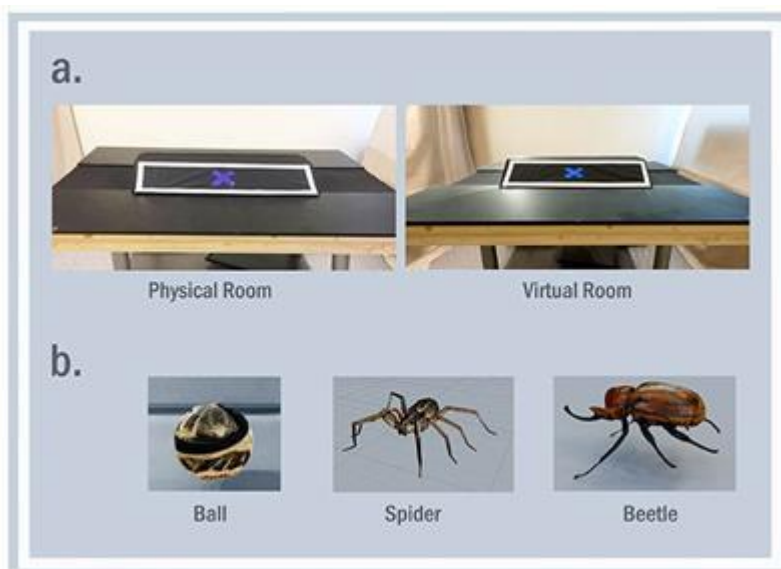 a.
Physical Room
Virtual Room
b.
Ball
Spider
Beetle